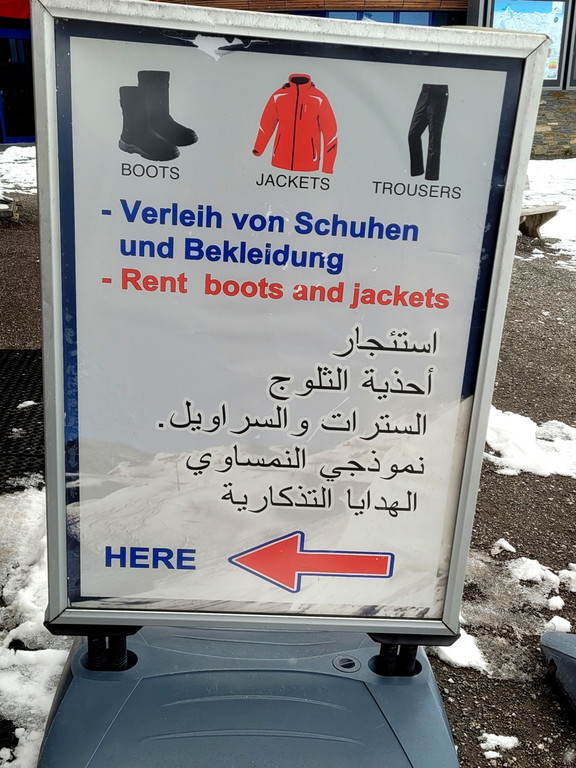 BOOTS
JACKETS
TROUSERS
- Verleih von Schuhen
und Bekleidung
- Rent boots and jackets
استئجار
أحذية الثلوج
السترات والسراويل.
نموذجي النمساوي
الهدايا التذكارية
HERE